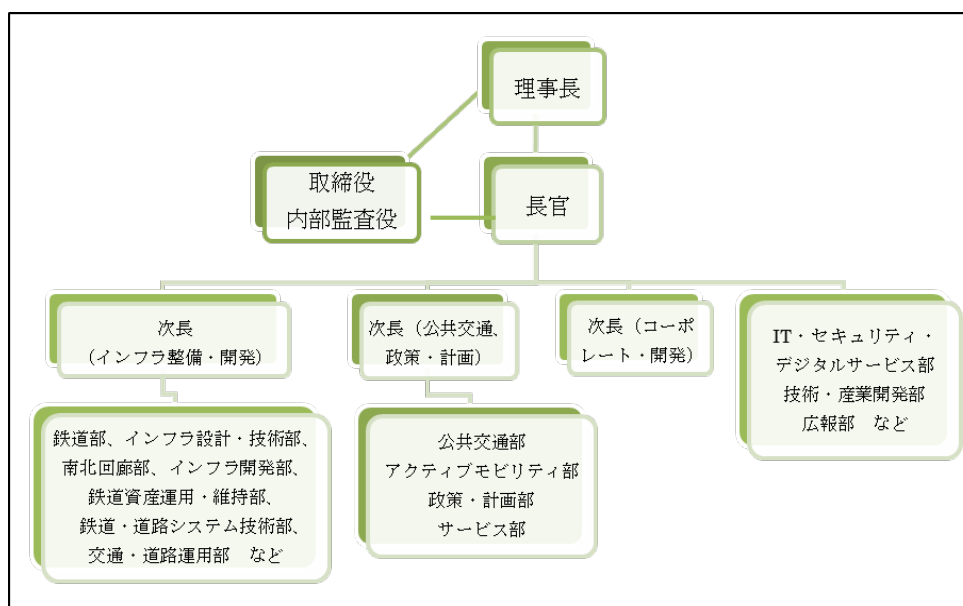 理事長
取締役
内部監査役
長官
次長
（インフラ整備・開発）
次長（公共交通、
政策・計画）
次長（コーポ
レート・開発）
IT・セキュリティ・
デジタルサービス部
技術・産業開発部
広報部　など
鉄道部、インフラ設計・技術部、
南北回廊部、インフラ開発部、
鉄道資産運用・維持部、
鉄道・道路システム技術部、
交通・道路運用部　など
公共交通部
アクティブモビリティ部
政策・計画部
サービス部